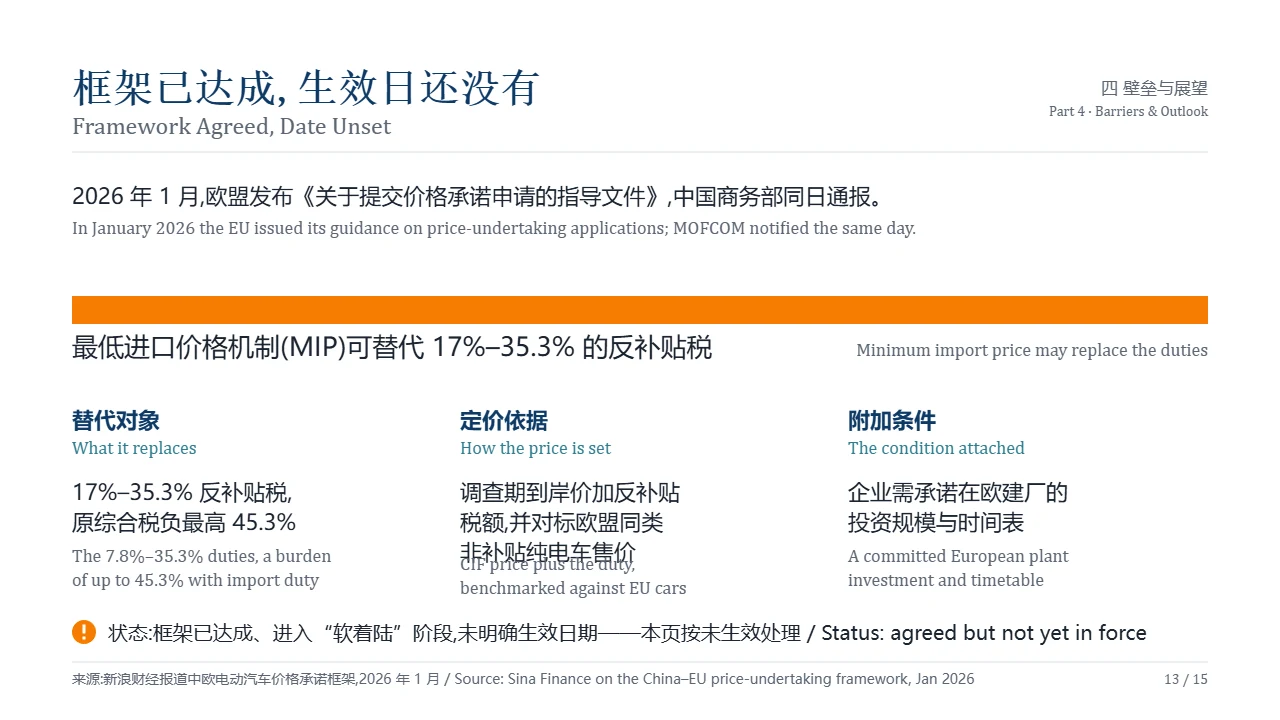 框架已达成, 生效日还没有
Framework Agreed, Date Unset
四 壁垒与展望
Part 4 · Barriers & Outlook
2026 年 1 月,欧盟发布《关于提交价格承诺申请的指导文件》,中国商务部同日通报。
In January 2026 the EU issued its guidance on price-undertaking applications; MOFCOM notified the same day.
最低进口价格机制(MIP)可替代 17%–35.3% 的反补贴税
Minimum import price may replace the duties
替代对象
What it replaces
17%–35.3% 反补贴税,
原综合税负最高 45.3%
The 7.8%–35.3% duties, a burden
of up to 45.3% with import duty
定价依据
How the price is set
调查期到岸价加反补贴
税额,并对标欧盟同类
非补贴纯电车售价
CIF price plus the duty,
benchmarked against EU cars
附加条件
The condition attached
企业需承诺在欧建厂的
投资规模与时间表
A committed European plant
investment and timetable
状态:框架已达成、进入“软着陆”阶段,未明确生效日期——本页按未生效处理 / Status: agreed but not yet in force
来源:新浪财经报道中欧电动汽车价格承诺框架,2026 年 1 月 / Source: Sina Finance on the China–EU price-undertaking framework, Jan 2026
13 / 15